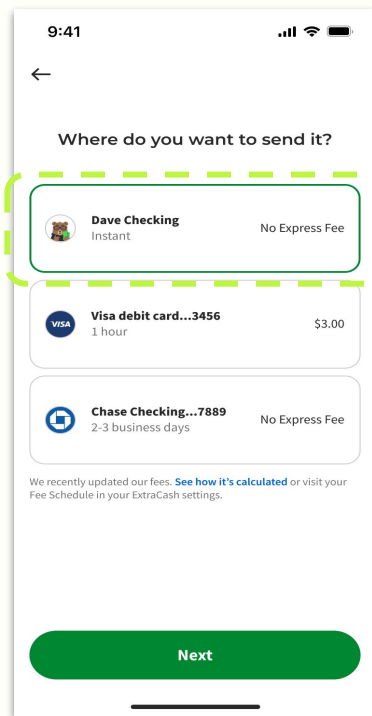 9:41
Where do you want to send it?
Dave Checking
Instant
No Express Fee
VISA
Visa debit card...3456
1 hour
$3.00
Chase Checking...7889
2-3 business days
No Express Fee
We recently updated our fees. See how it's calculated or visit your
Fee Schedule in your ExtraCash settings.
Next